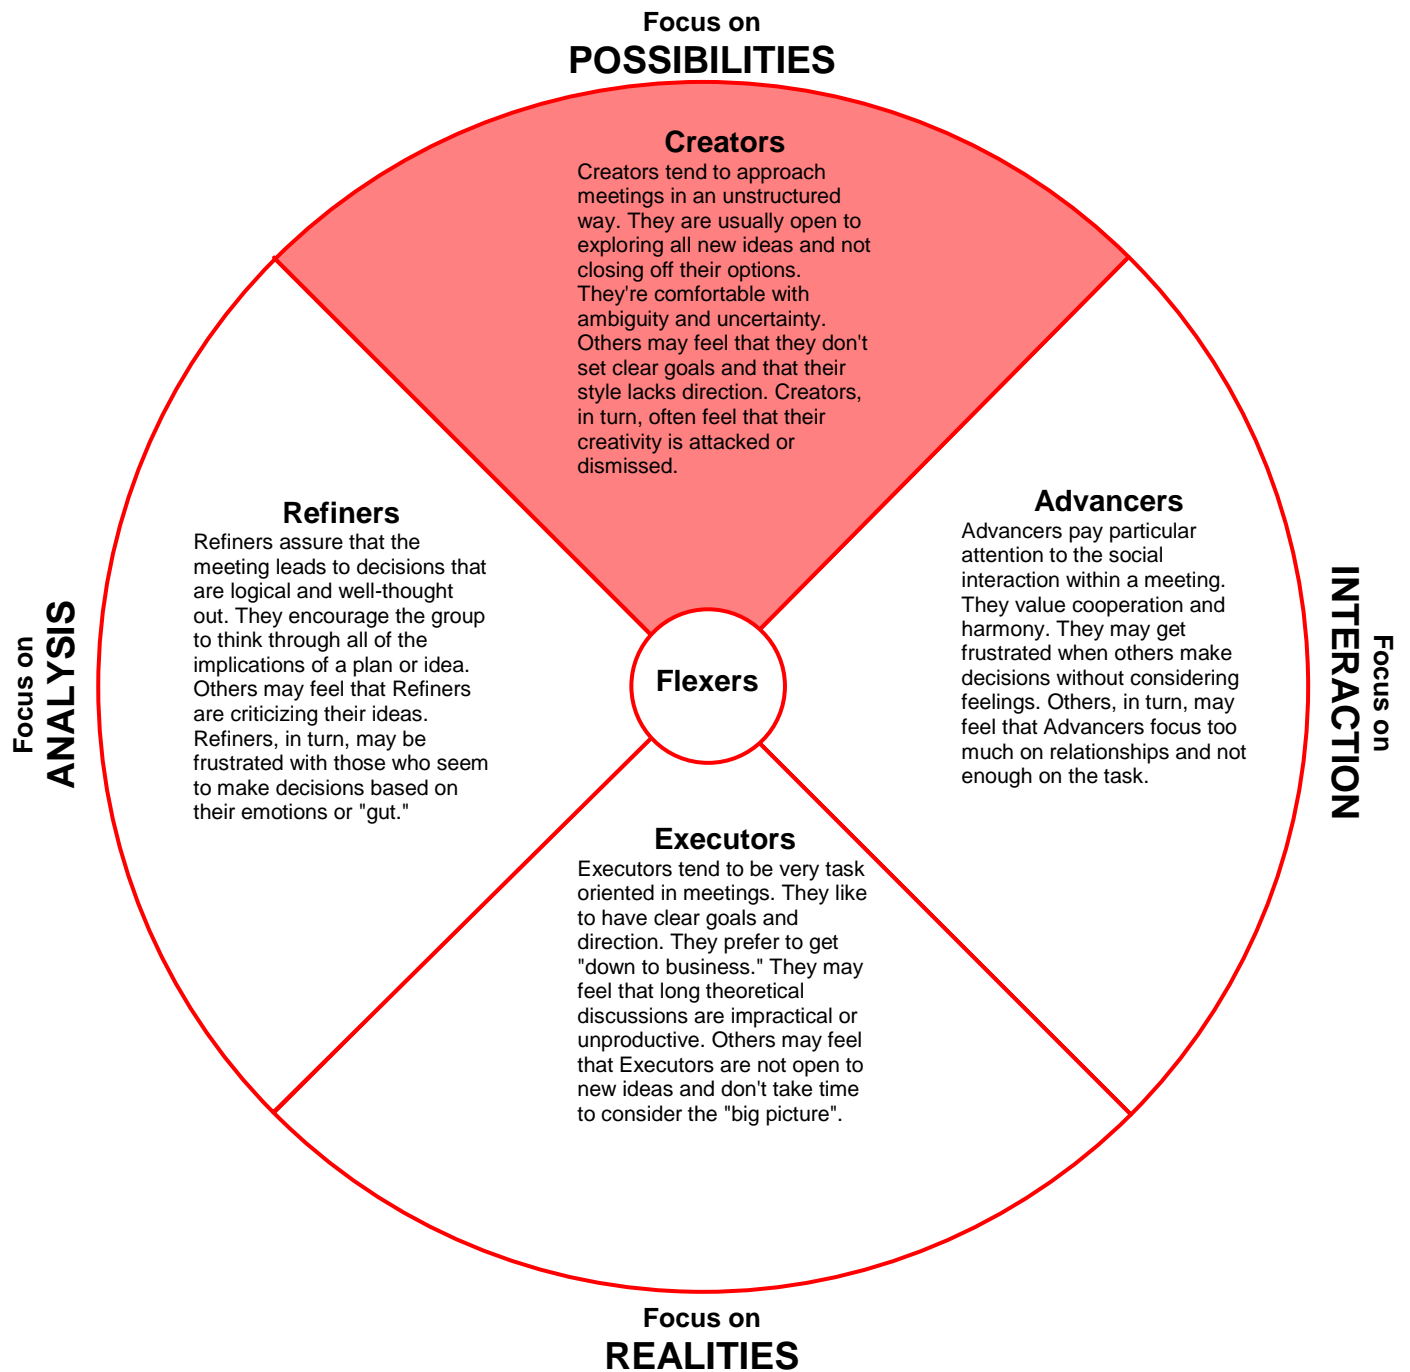 Focus on
POSSIBILITIES
Creators
Creators tend to approach
meetings in an unstructured
way. They are usually open to
exploring all new ideas and not
closing off their options.
They're comfortable with
ambiguity and uncertainty.
Others may feel that they don't
set clear goals and that their
style lacks direction. Creators,
in turn, often feel that their
creativity is attacked or
dismissed.
Focus on
ANALYSIS
Refiners
Refiners assure that the
meeting leads to decisions that
are logical and well-thought
out. They encourage the group
to think through all of the
implications of a plan or idea.
Others may feel that Refiners
are criticizing their ideas.
Refiners, in turn, may be
frustrated with those who seem
to make decisions based on
their emotions or "gut."
Flexers
Advancers
Advancers pay particular
attention to the social
interaction within a meeting.
They value cooperation and
harmony. They may get
frustrated when others make
decisions without considering
feelings. Others, in turn, may
feel that Advancers focus too
much on relationships and not
enough on the task.
Focus on
INTERACTION
Executors
Executors tend to be very task
oriented in meetings. They like
to have clear goals and
direction. They prefer to get
"down to business." They may
feel that long theoretical
discussions are impractical or
unproductive. Others may feel
that Executors are not open to
new ideas and don't take time
to consider the "big picture".
Focus on
REALITIES